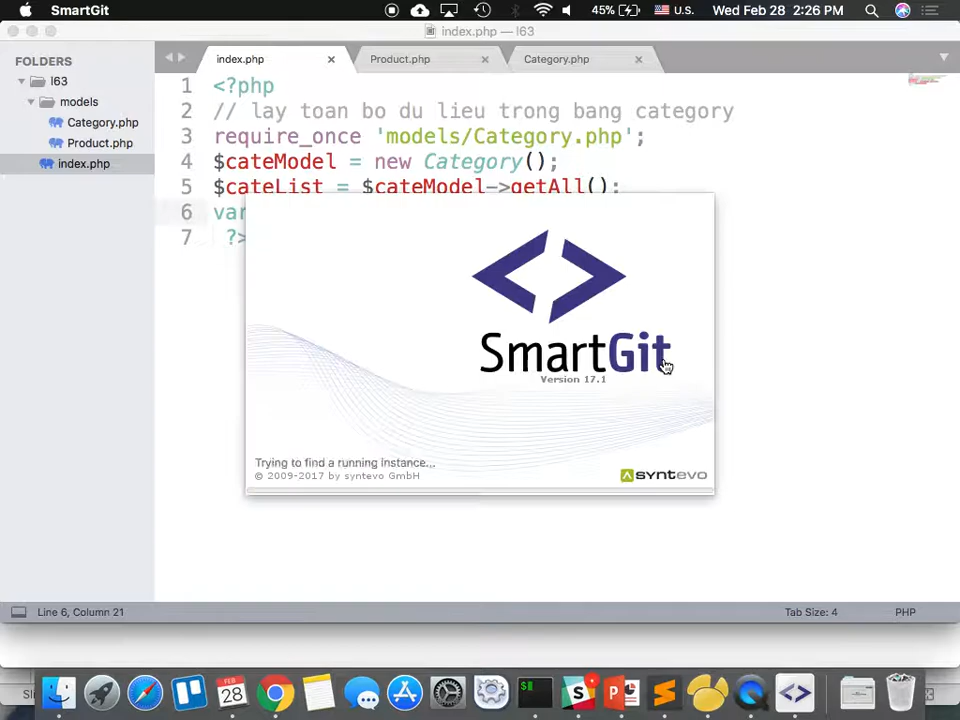 SmartGit
45%
U.S.
Wed Feb 28 2:26 PM
index.php — l63
FOLDERS
l63
models
Category.php
Product.php
index.php
index.php
Product.php
Category.php
1 <?php
2 // lay toan bo du lieu trong bang category
3 require_once 'models/Category.php';
4 $cateModel = new Category();
5 $cateList = $cateModel->getAll();
6 var
7 ?>
SmartGit
Version 17.1
Trying to find a running instance...
© 2009-2017 by syntevo GmbH
syntevo
Line 6, Column 21
Tab Size: 4
PHP
FEB
28